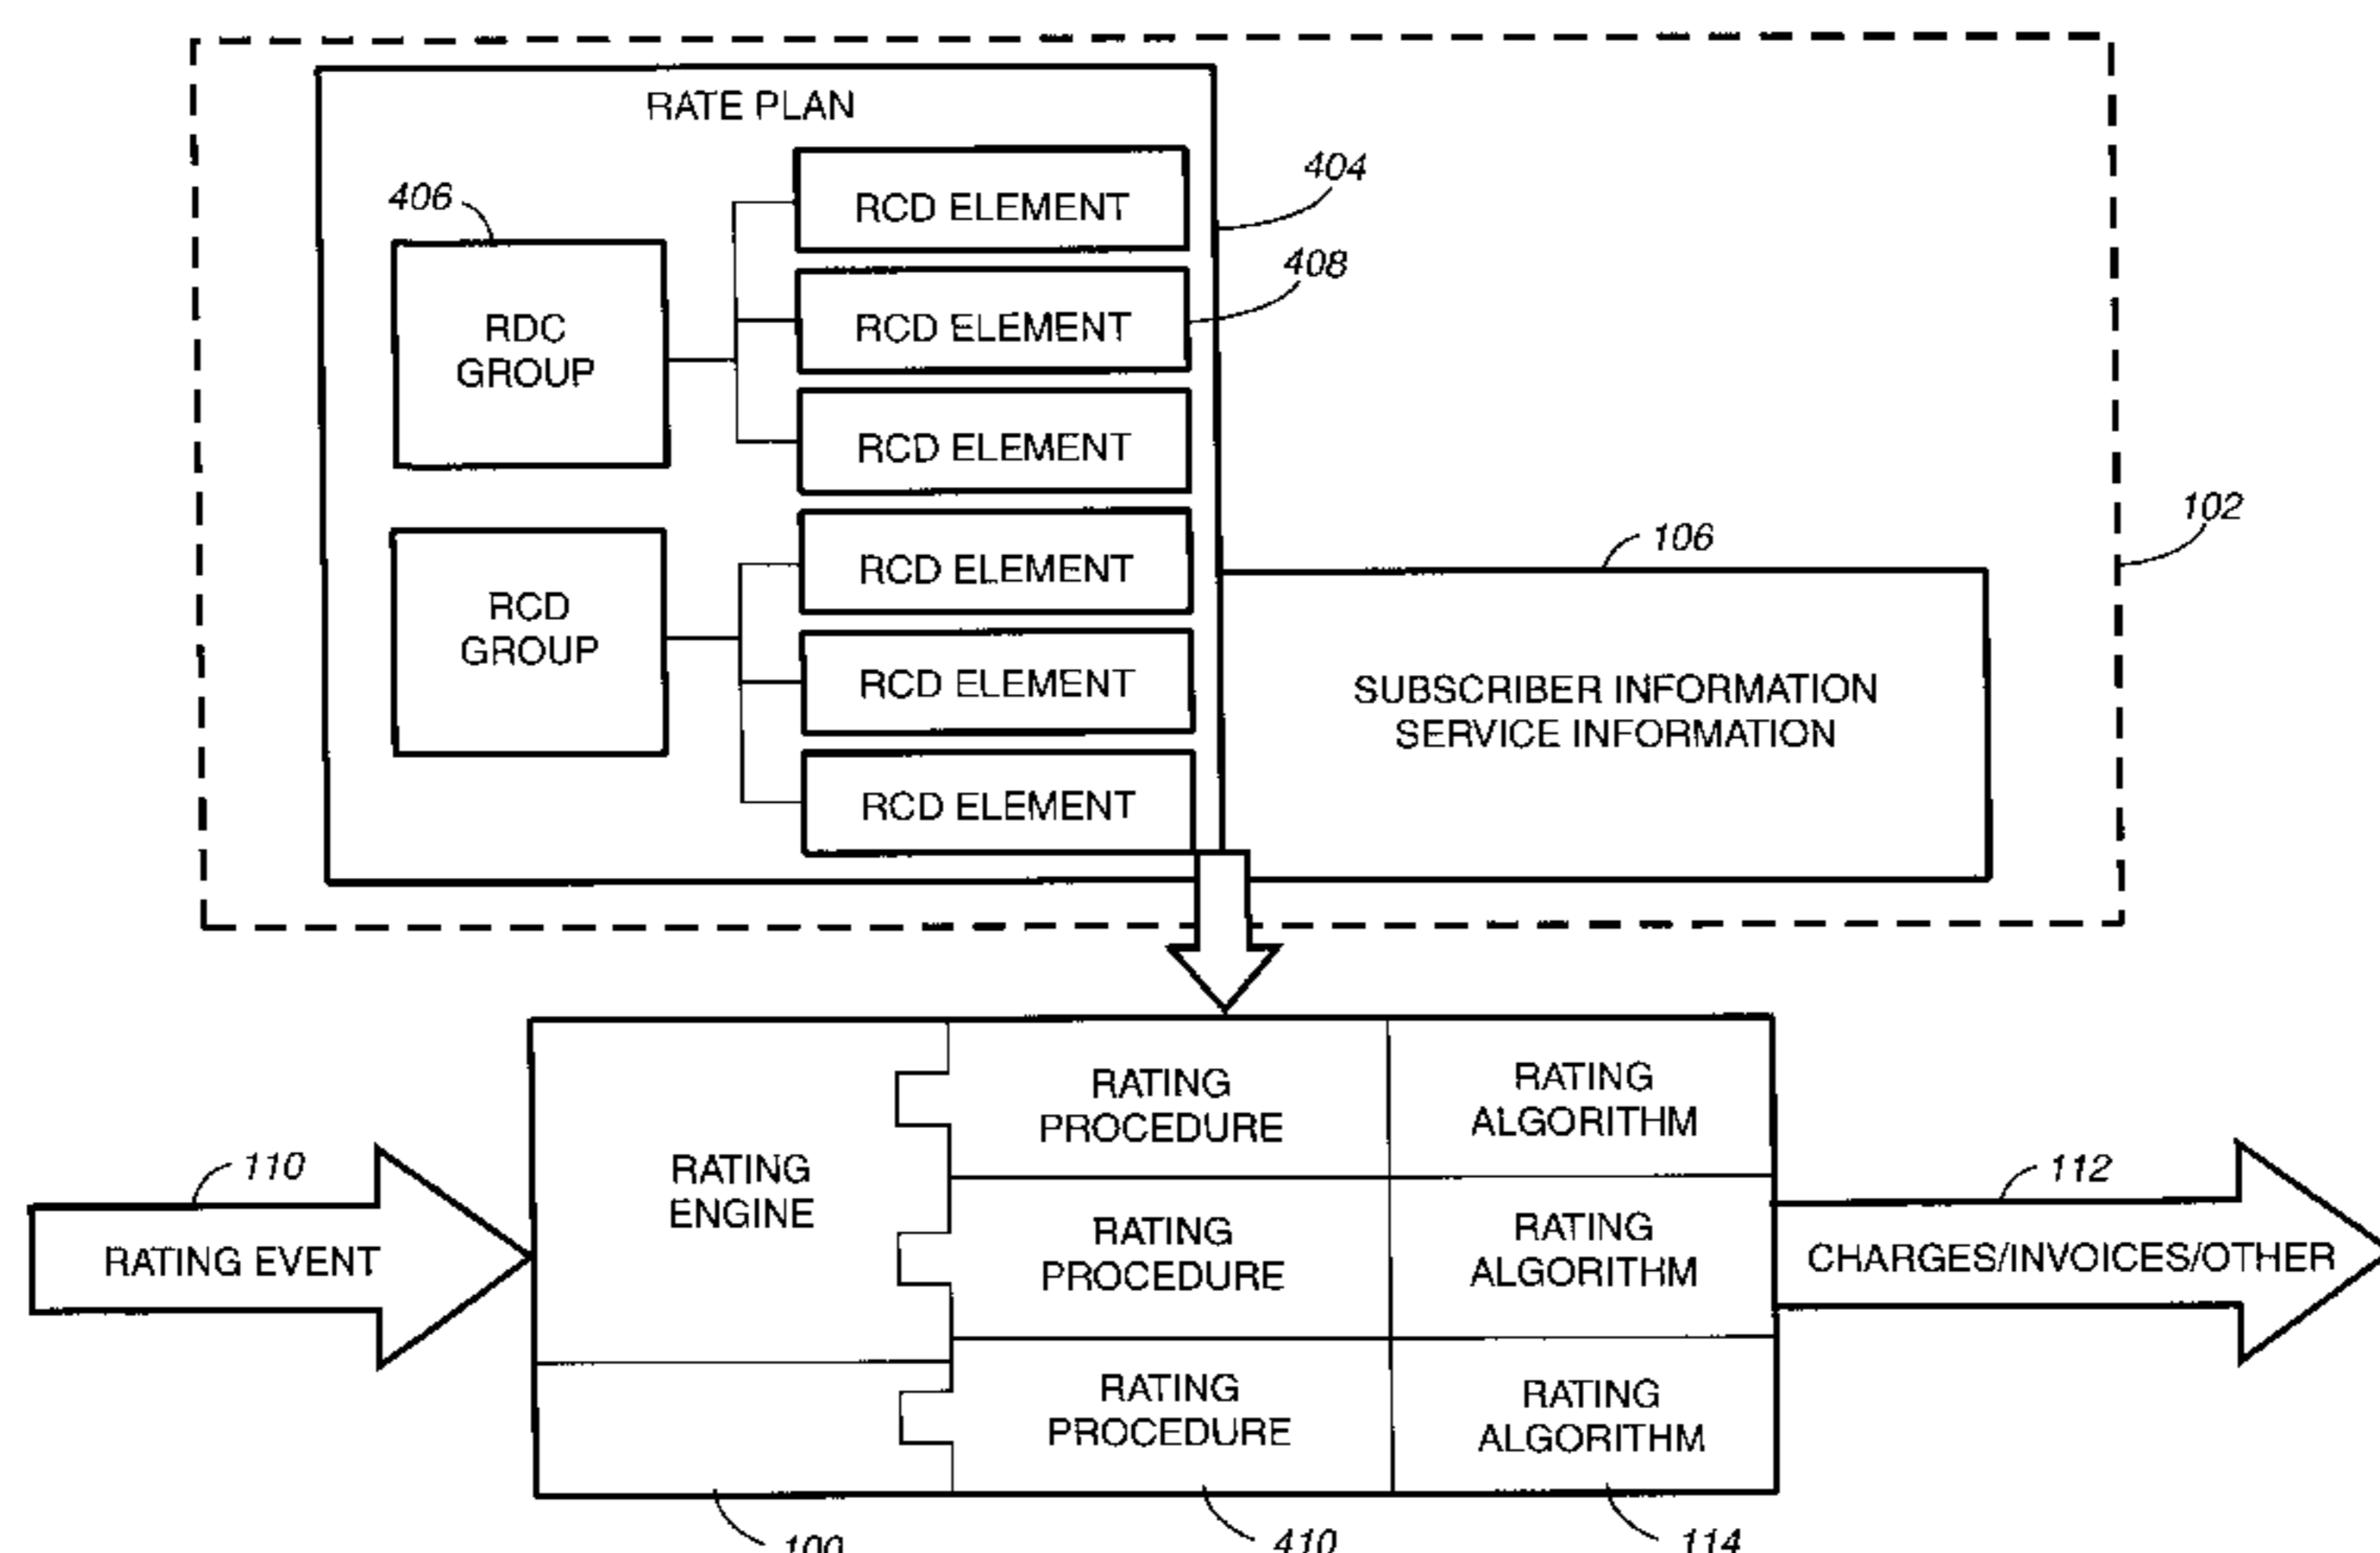 RATE PLAN
404
406
RCD ELEMENT
408
RCD ELEMENT
RDC
GROUP
RCD ELEMENT
102
106
RCD ELEMENT
RCD
GROUP
RCD ELEMENT
SUBSCRIBER INFORMATION
SERVICE INFORMATION
RCD ELEMENT
RATING
PROCEDURE
RATING
ALGORITHM
110
RATING
ENGINE
112
RATING EVENT
RATING
PROCEDURE
RATING
ALGORITHM
CHARGES/INVOICES/OTHER
RATING
PROCEDURE
RATING
ALGORITHM
100
410
114